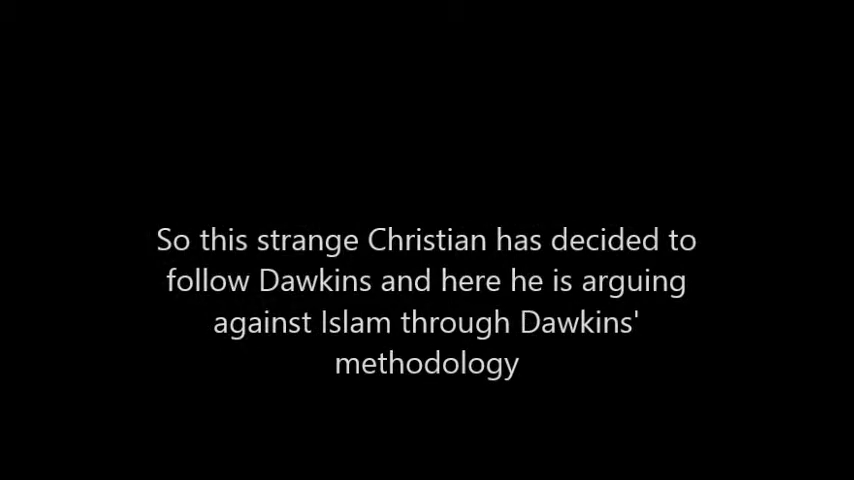 So this strange Christian has decided to
follow Dawkins and here he is arguing
against Islam through Dawkins'
methodology